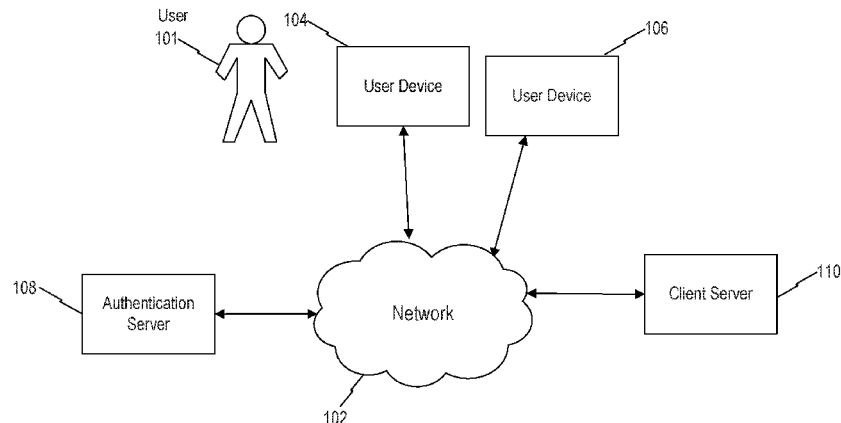 User
101
104
User Device
106
User Device
108
Authentication
Server
Network
102
Client Server
110